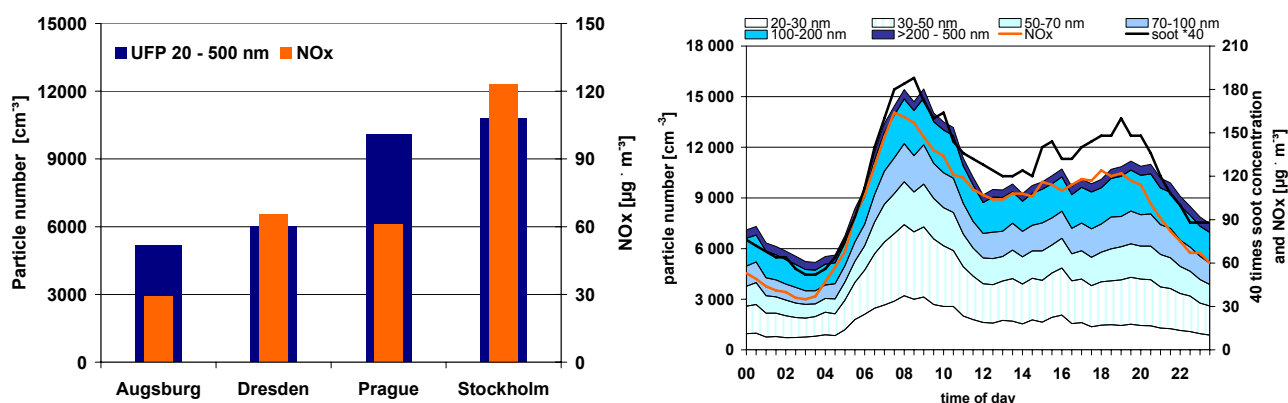 15000
12000
9000
6000
3000
0
Particle number [cm⁻³]
UFP 20 - 500 nm
NOx
150
120
90
60
30
0
NOx [µg · m⁻³]
Augsburg
Dresden
Prague
Stockholm
20-30 nm
30-50 nm
50-70 nm
70-100 nm
100-200 nm
>200 - 500 nm
NOx
soot *40
18 000
15 000
12 000
9 000
6 000
3 000
0
particle number [cm⁻³]
210
180
150
120
90
60
30
0
40 times soot concentration
and NOx [µg · m⁻³]
00
02
04
06
08
10
12
14
16
18
20
22
time of day